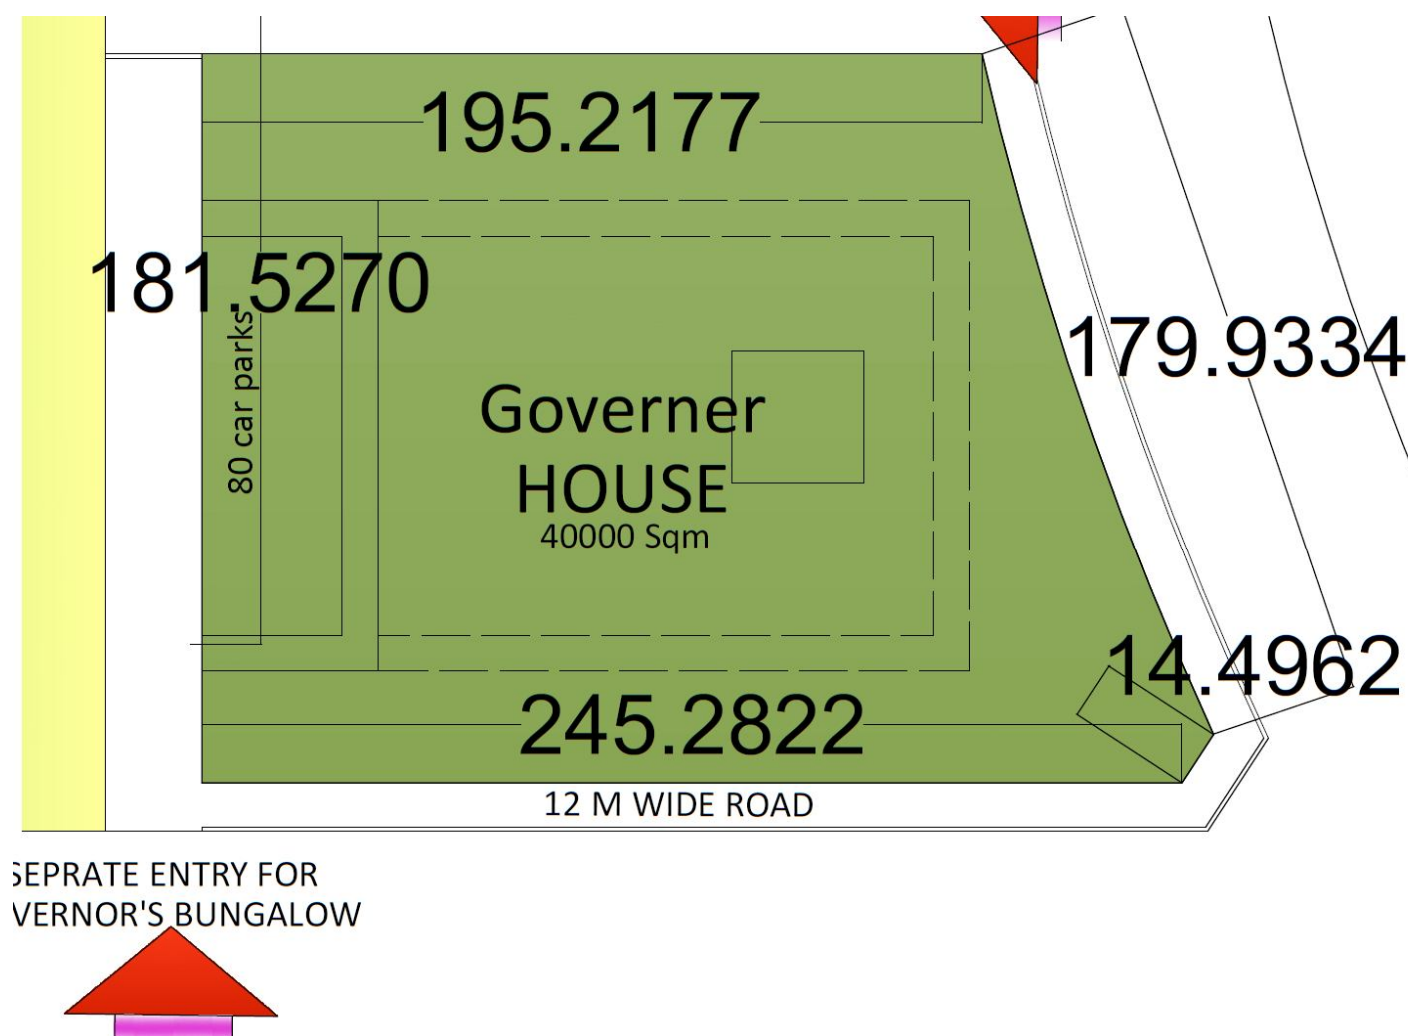 195.2177
181.5270
179.9334
80 car parks
Governer
HOUSE
40000 Sqm
14.4962
245.2822
12 M WIDE ROAD
SEPRATE ENTRY FOR
VERNOR'S BUNGALOW